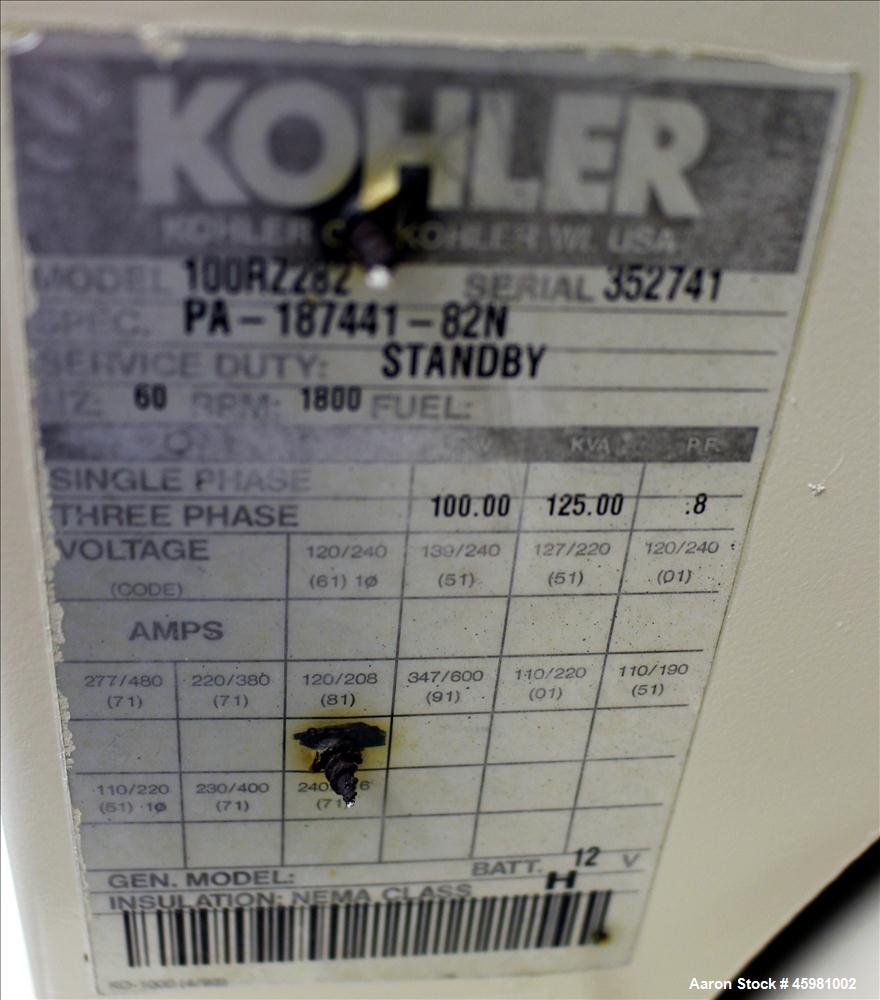 KOHLER
KOHLER C KOHLER WI. USA
MODEL 100RZ282 SERIAL 352741
SPEC. PA-187441-82N
SERVICE DUTY: STANDBY
HZ: 60 RPM: 1800 FUEL:
KVA P.F.
SINGLE PHASE
THREE PHASE 100.00 125.00 .8
VOLTAGE 120/240 139/240 127/220 120/240
(CODE) (61) 1Ø (51) (51) (01)
AMPS
277/480 220/380 120/208 347/600 110/220 110/190
(71) (71) (81) (91) (01) (51)
110/220 230/400 240
(51) 1Ø (71) (71
BATT. 12 V
GEN. MODEL:
INSULATION: NEMA CLASS H
Aaron Stock # 45981002